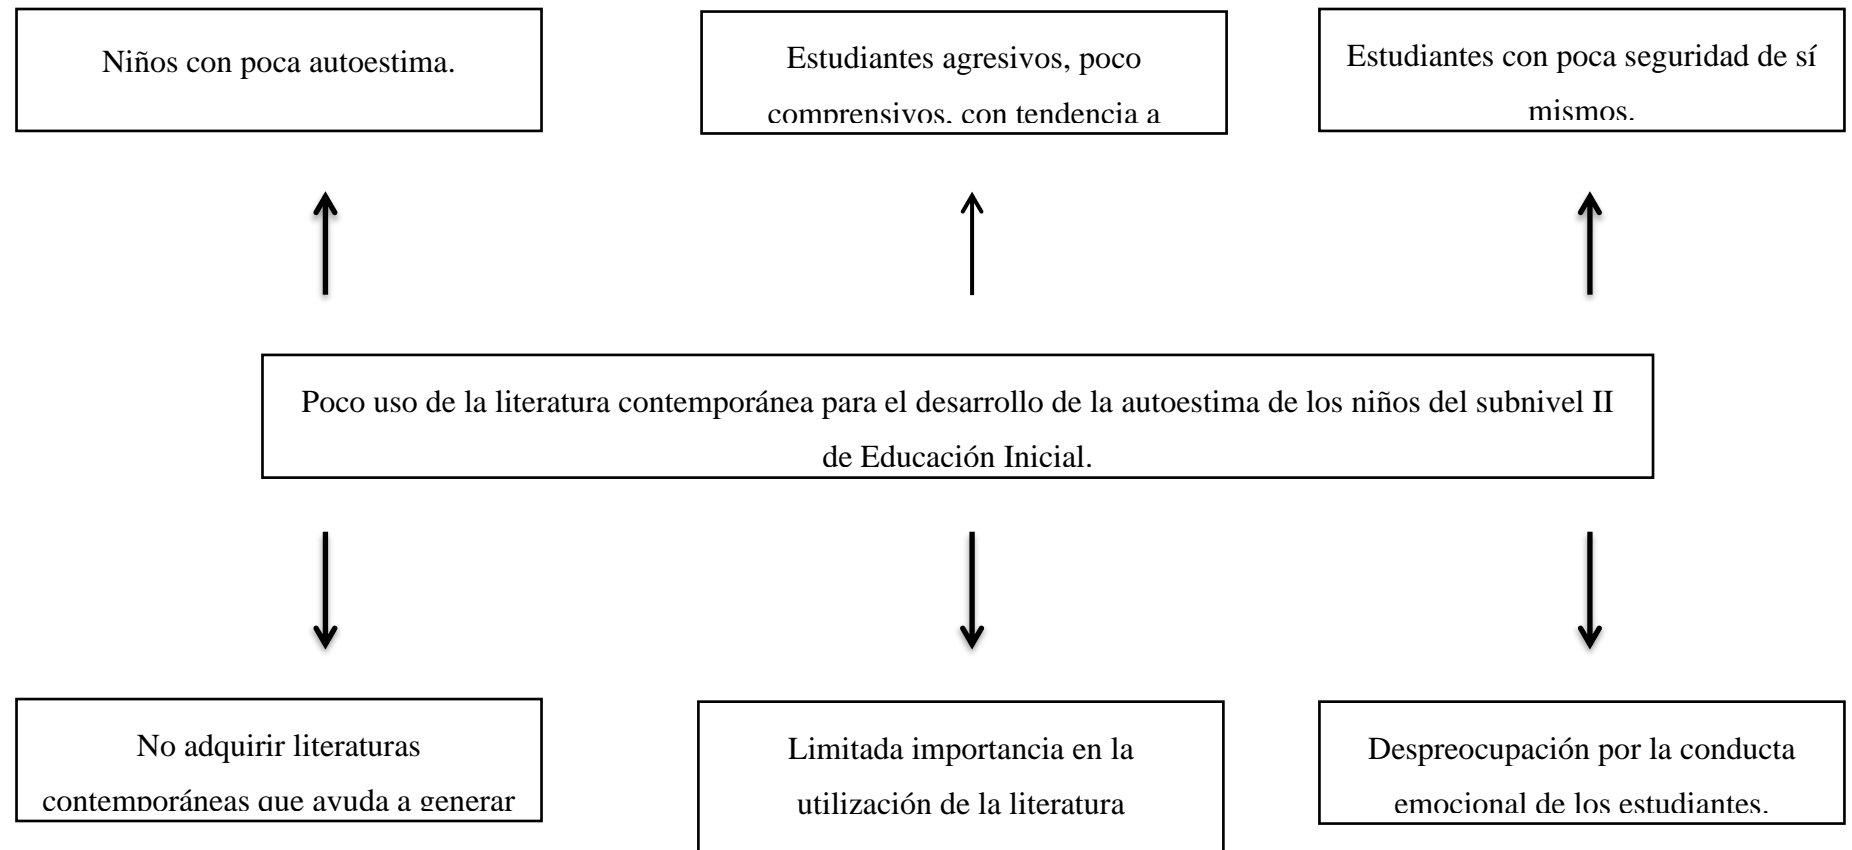 Niños con poca autoestima.
Estudiantes agresivos, poco
comprensivos, con tendencia a
Estudiantes con poca seguridad de sí
mismos.
Poco uso de la literatura contemporánea para el desarrollo de la autoestima de los niños del subnivel II
de Educación Inicial.
No adquirir literaturas
contemporáneas que ayuda a generar
Limitada importancia en la
utilización de la literatura
Despreocupación por la conducta
emocional de los estudiantes.